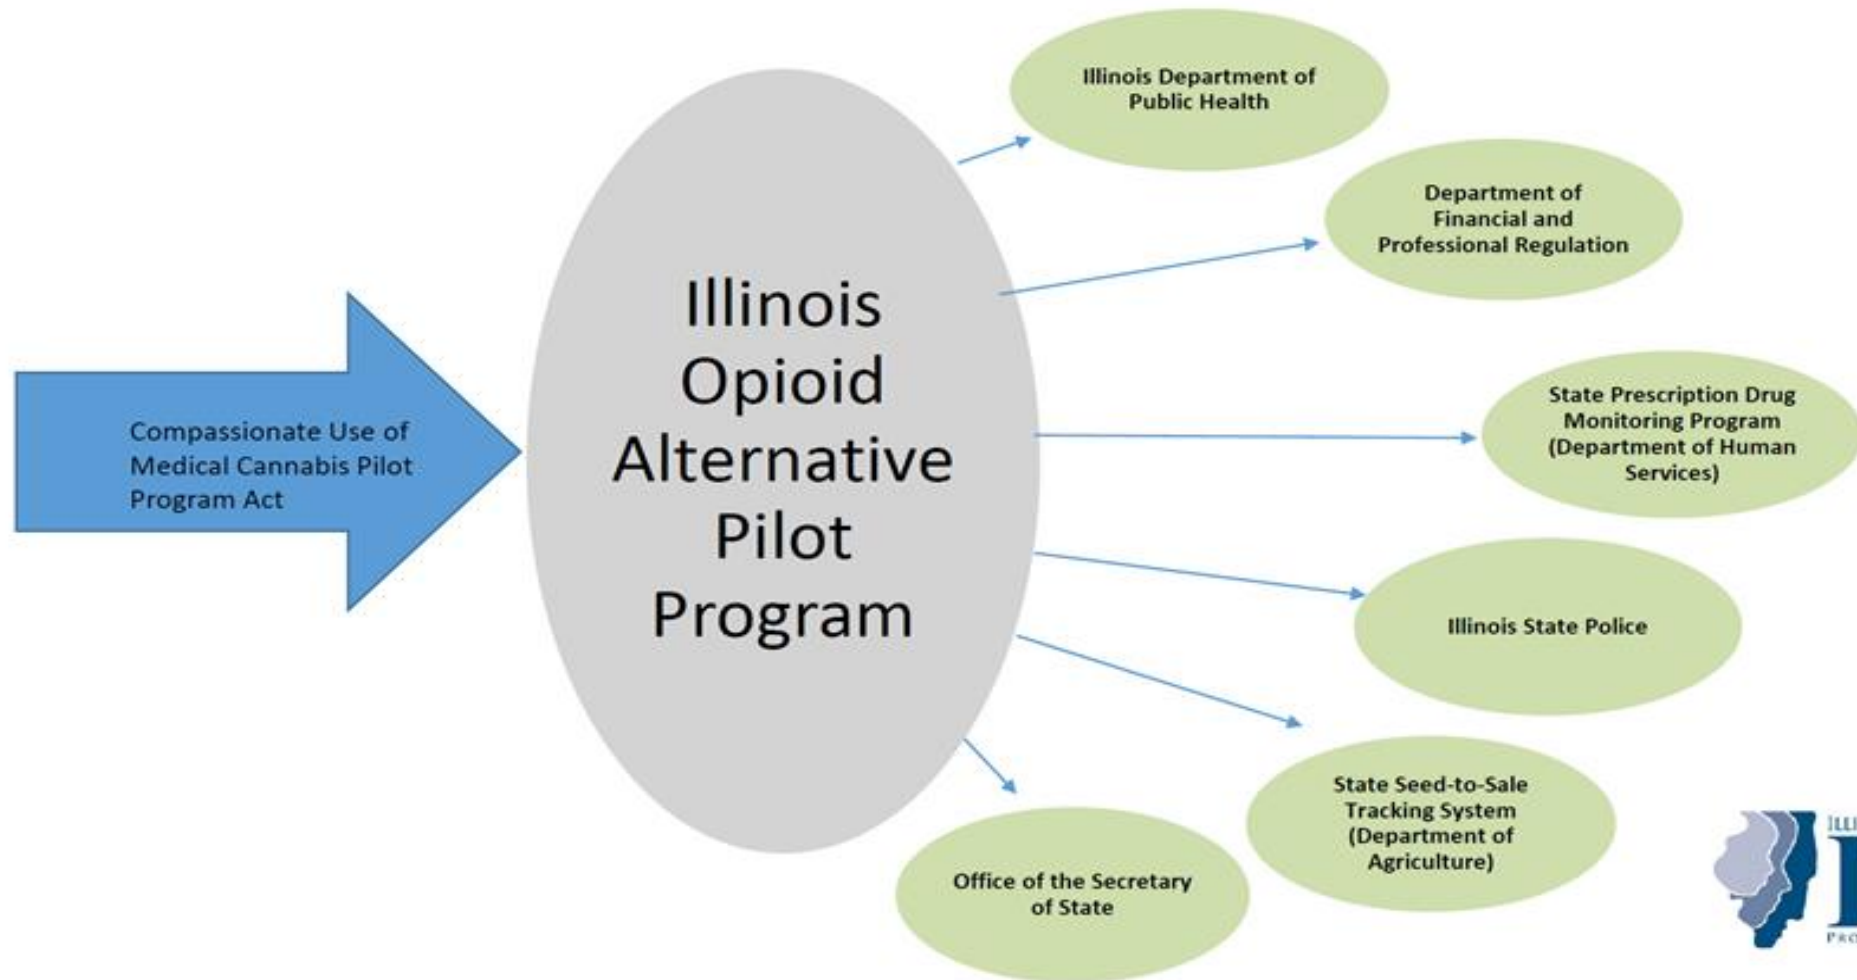 Compassionate Use of
Medical Cannabis Pilot
Program Act
Illinois
Opioid
Alternative
Pilot
Program
Illinois Department of
Public Health
Department of
Financial and
Professional Regulation
State Prescription Drug
Monitoring Program
(Department of Human
Services)
Illinois State Police
State Seed-to-Sale
Tracking System
(Department of
Agriculture)
Office of the Secretary
of State